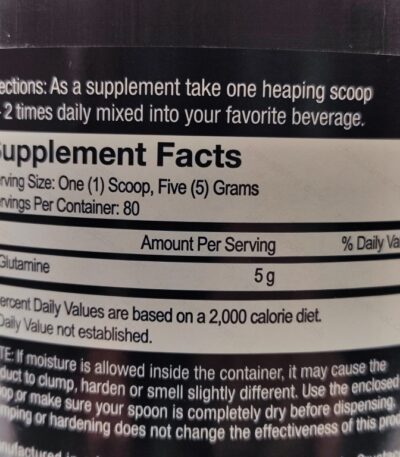 ections: As a supplement take one heaping scoop
2 times daily mixed into your favorite beverage.
upplement Facts
rving Size: One (1) Scoop, Five (5) Grams
rvings Per Container: 80
Amount Per Serving % Daily Va
Glutamine 5 g
ercent Daily Values are based on a 2,000 calorie diet.
Daily Value not established.
TE: If moisture is allowed inside the container, it may cause the
duct to clump, harden or smell slightly different. Use the enclosed
op or make sure your spoon is completely dry before dispensing.
mping or hardening does not change the effectiveness of this prod